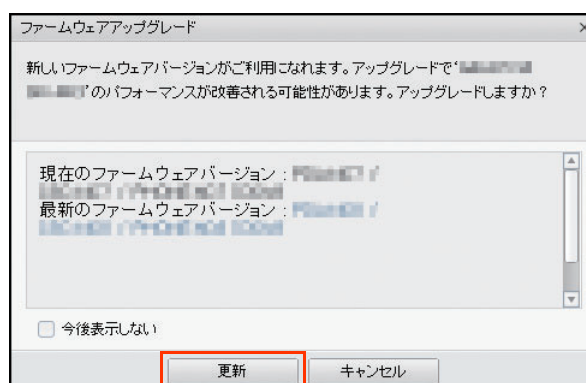 ファームウェアアップグレード
新しいファームウェアバージョンがご利用になれます。アップグレードで'
'のパフォーマンスが改善される可能性があります。アップグレードしますか？
現在のファームウェアバージョン :
最新のファームウェアバージョン :
今後表示しない
更新 キャンセル